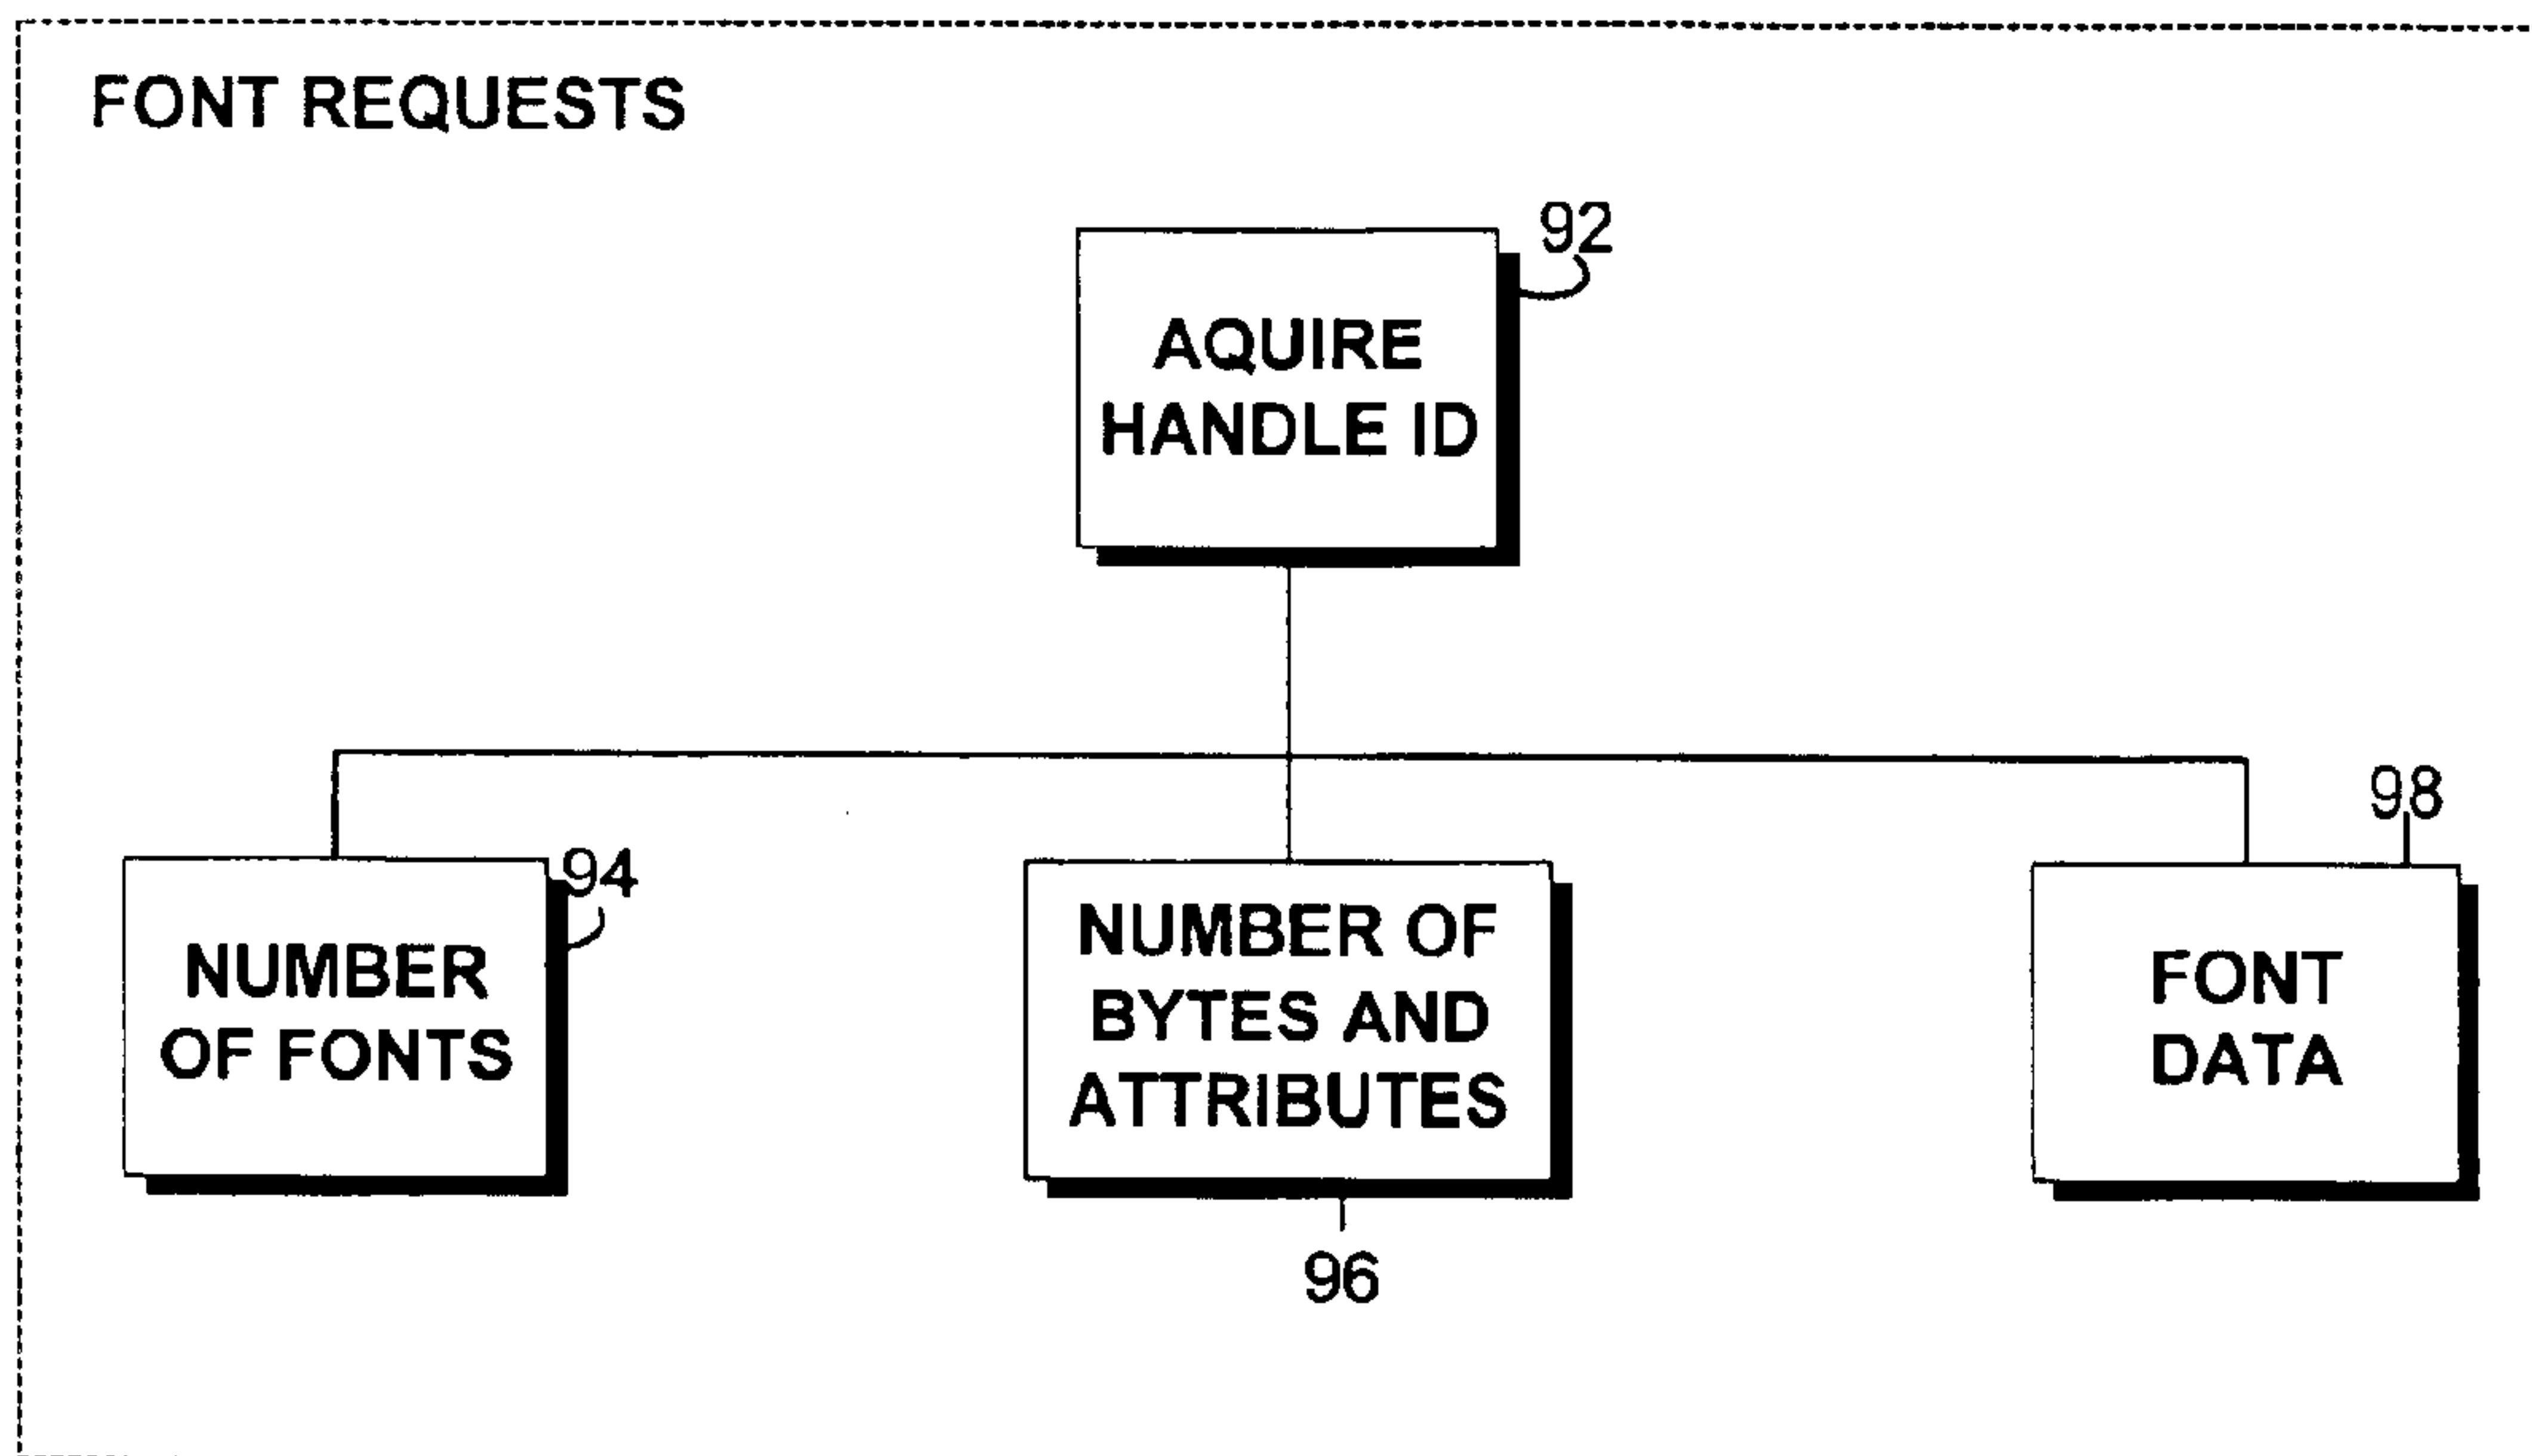 FONT REQUESTS
92
AQUIRE
HANDLE ID
98
94
NUMBER
OF FONTS
NUMBER OF
BYTES AND
ATTRIBUTES
FONT
DATA
96